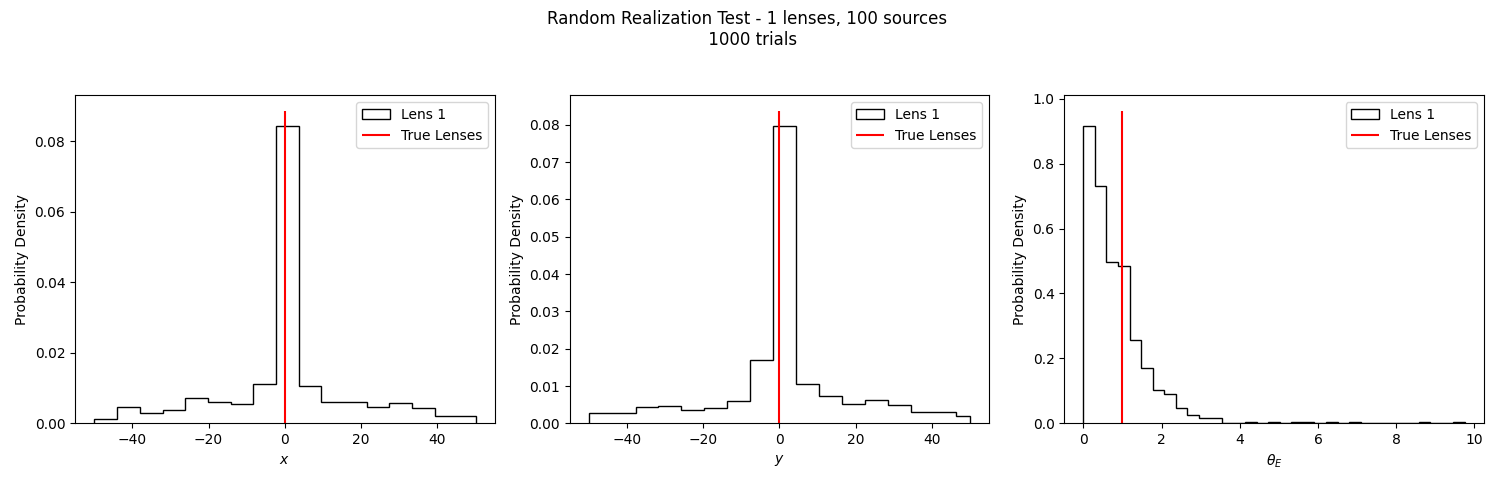 Random Realization Test - 1 lenses, 100 sources
1000 trials
Probability Density
0.08
0.06
0.04
0.02
0.00
Lens 1
True Lenses
−40
−20
0
20
40
x
Probability Density
0.08
0.07
0.06
0.05
0.04
0.03
0.02
0.01
0.00
Lens 1
True Lenses
−40
−20
0
20
40
y
Probability Density
1.0
0.8
0.6
0.4
0.2
0.0
Lens 1
True Lenses
0
2
4
6
8
10
θ_E